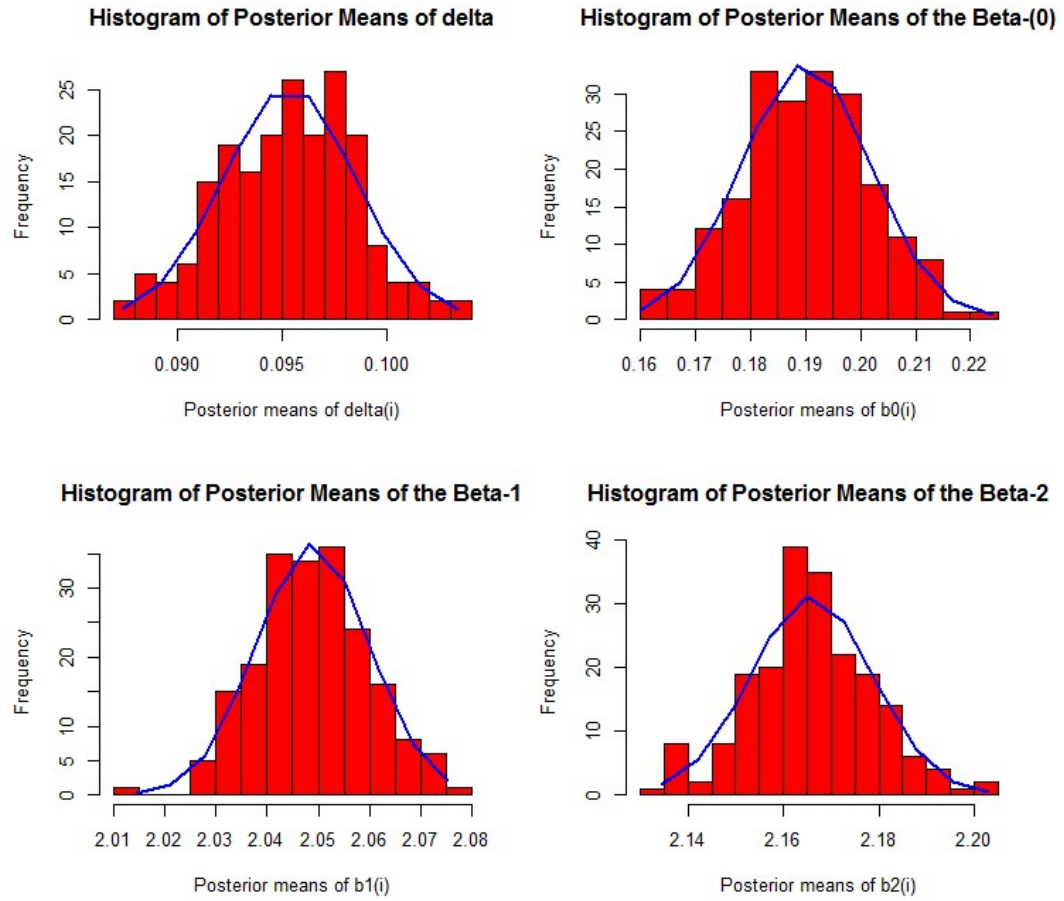 Histogram of Posterior Means of delta
Frequency
0 5 10 15 20 25
0.090 0.095 0.100
Posterior means of delta(i)
Histogram of Posterior Means of the Beta-(0)
Frequency
0 5 10 15 20 25 30
0.16 0.17 0.18 0.19 0.20 0.21 0.22
Posterior means of b0(i)
Histogram of Posterior Means of the Beta-1
Frequency
0 5 10 20 30
2.01 2.02 2.03 2.04 2.05 2.06 2.07 2.08
Posterior means of b1(i)
Histogram of Posterior Means of the Beta-2
Frequency
0 10 20 30 40
2.14 2.16 2.18 2.20
Posterior means of b2(i)